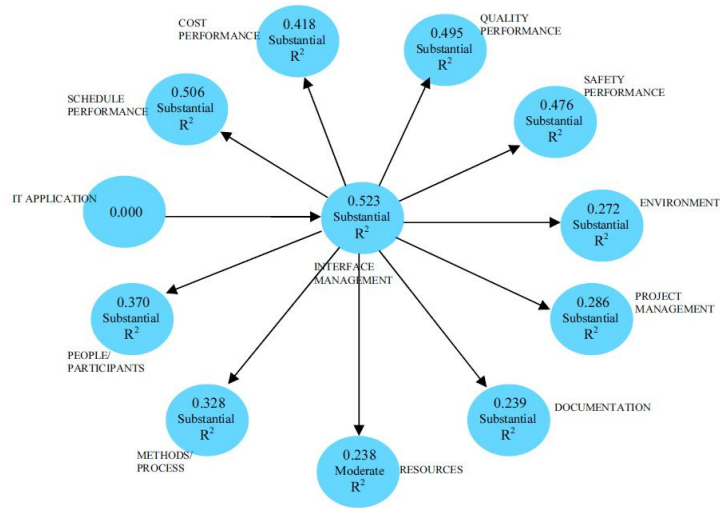 COST
PERFORMANCE
0.418
Substantial
R²
QUALITY
PERFORMANCE
0.495
Substantial
R²
SCHEDULE
PERFORMANCE
0.506
Substantial
R²
SAFETY
PERFORMANCE
0.476
Substantial
R²
IT APPLICATION
0.000
0.523
Substantial
R²
INTERFACE
MANAGEMENT
ENVIRONMENT
0.272
Substantial
R²
PEOPLE/
PARTICIPANTS
0.370
Substantial
R²
PROJECT
MANAGEMENT
0.286
Substantial
R²
METHODS/
PROCESS
0.328
Substantial
R²
0.238
Moderate
R²
RESOURCES
0.239
Substantial
R²
DOCUMENTATION